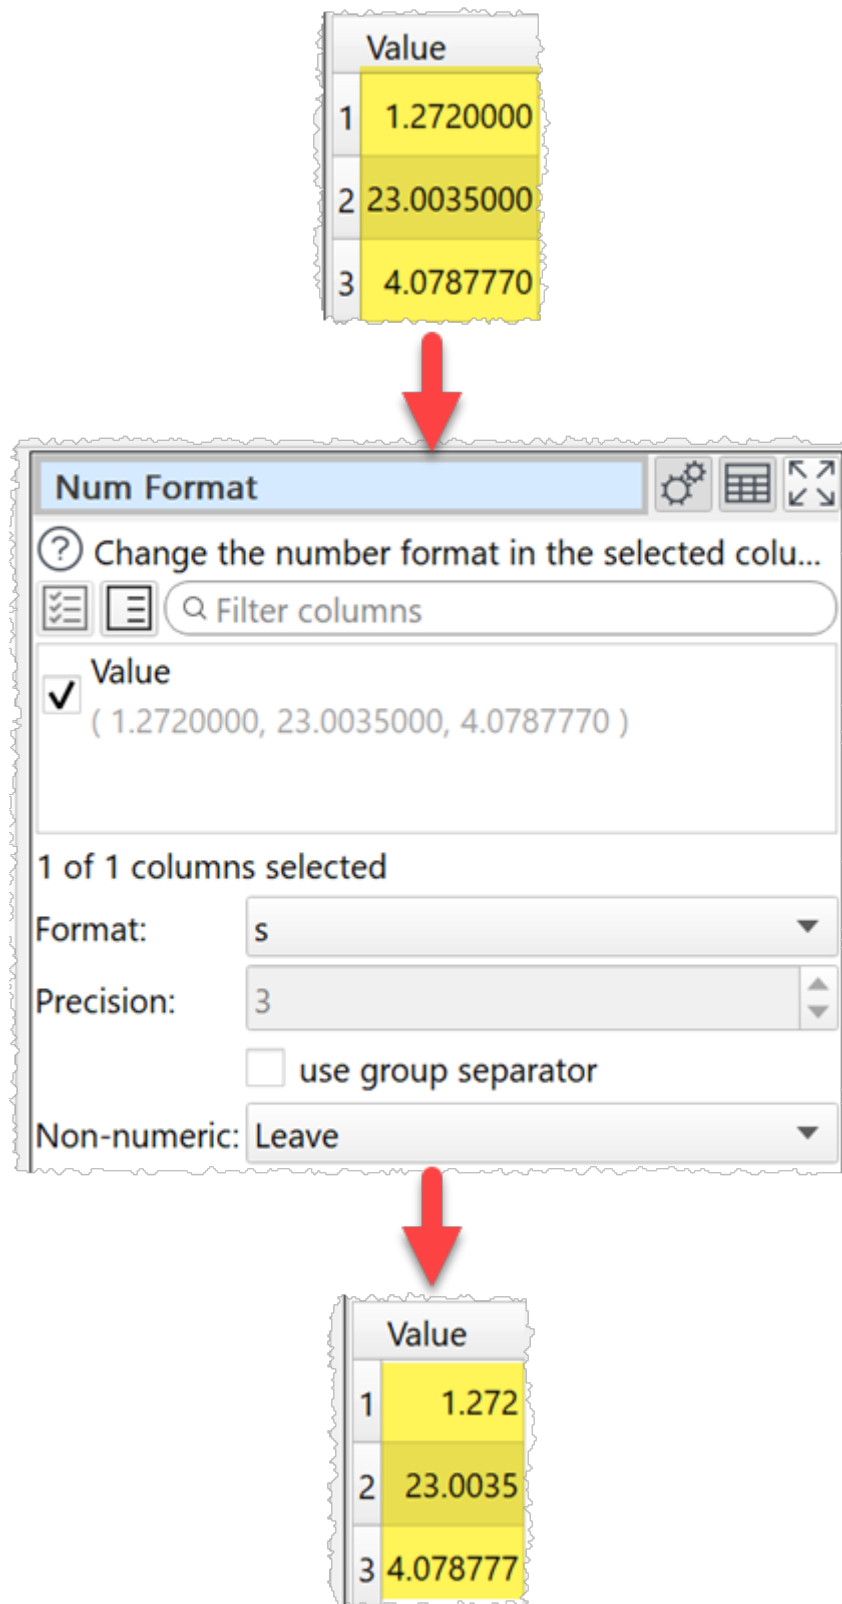 Value
1 1.2720000
2 23.0035000
3 4.0787770
Num Format
? Change the number format in the selected colu...
Filter columns
Value
( 1.2720000, 23.0035000, 4.0787770 )
1 of 1 columns selected
Format: s
Precision: 3
use group separator
Non-numeric: Leave
Value
1 1.272
2 23.0035
3 4.078777